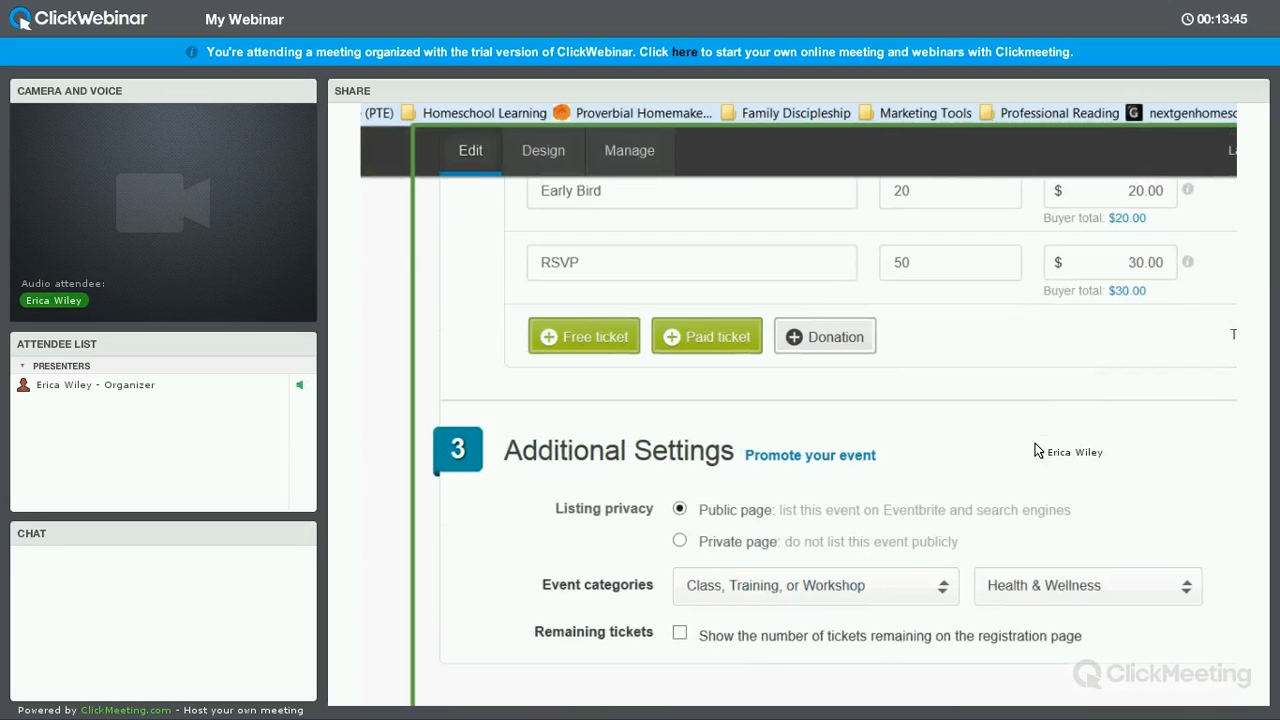 ClickWebinar
My Webinar
00:13:45
You're attending a meeting organized with the trial version of ClickWebinar. Click here to start your own online meeting and webinars with Clickmeeting.
CAMERA AND VOICE
Audio attendee:
Erica Wiley
ATTENDEE LIST
PRESENTERS
Erica Wiley - Organizer
CHAT
Powered by ClickMeeting.com - Host your own meeting
SHARE
(PTE) Homeschool Learning Proverbial Homemake... Family Discipleship Marketing Tools Professional Reading G nextgenhomesc
Edit Design Manage
Early Bird 20 $ 20.00
Buyer total: $20.00
RSVP 50 $ 30.00
Buyer total: $30.00
Free ticket Paid ticket Donation T
3 Additional Settings Promote your event
Erica Wiley
Listing privacy Public page: list this event on Eventbrite and search engines
Private page: do not list this event publicly
Event categories Class, Training, or Workshop Health & Wellness
Remaining tickets Show the number of tickets remaining on the registration page
ClickMeeting